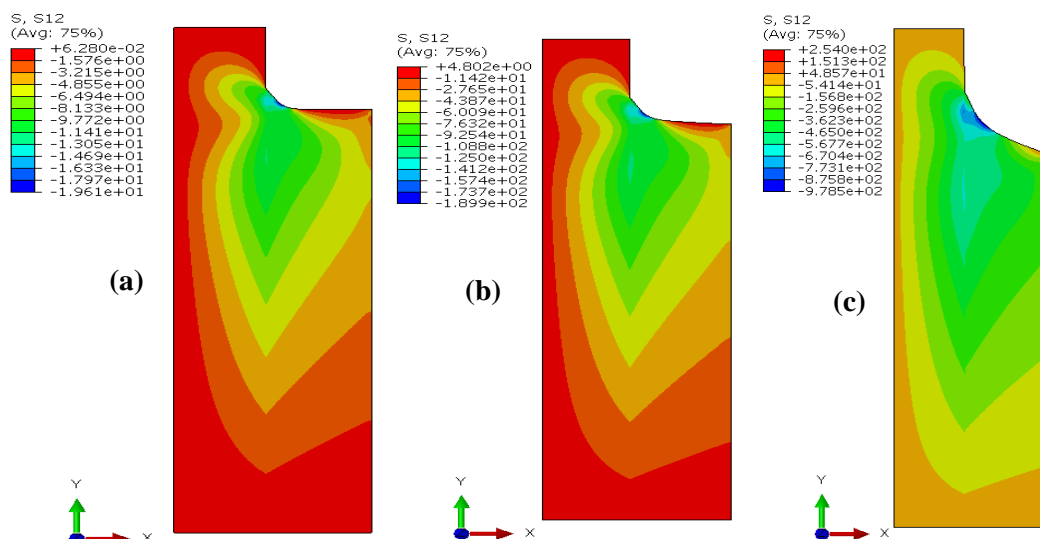 S, S12
(Avg: 75%)
+6.280e-02
-1.576e+00
-3.215e+00
-4.855e+00
-6.494e+00
-8.133e+00
-9.772e+00
-1.141e+01
-1.305e+01
-1.469e+01
-1.633e+01
-1.797e+01
-1.961e+01
(a)
Y
X
S, S12
(Avg: 75%)
+4.802e+00
-1.142e+01
-2.765e+01
-4.387e+01
-6.009e+01
-7.632e+01
-9.254e+01
-1.088e+02
-1.250e+02
-1.412e+02
-1.574e+02
-1.737e+02
-1.899e+02
(b)
Y
X
S, S12
(Avg: 75%)
+2.540e+02
+1.513e+02
+4.857e+01
-5.414e+01
-1.568e+02
-2.596e+02
-3.623e+02
-4.650e+02
-5.677e+02
-6.704e+02
-7.731e+02
-8.758e+02
-9.785e+02
(c)
Y
X